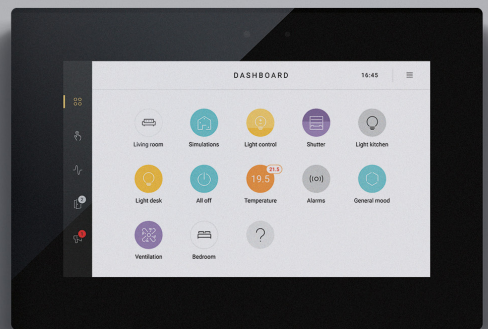 DASHBOARD 16:45
Living room Simulations Light control Shutter Light kitchen
21.5
19.5
Light desk All off Temperature Alarms General mood
2
Ventilation Bedroom ?